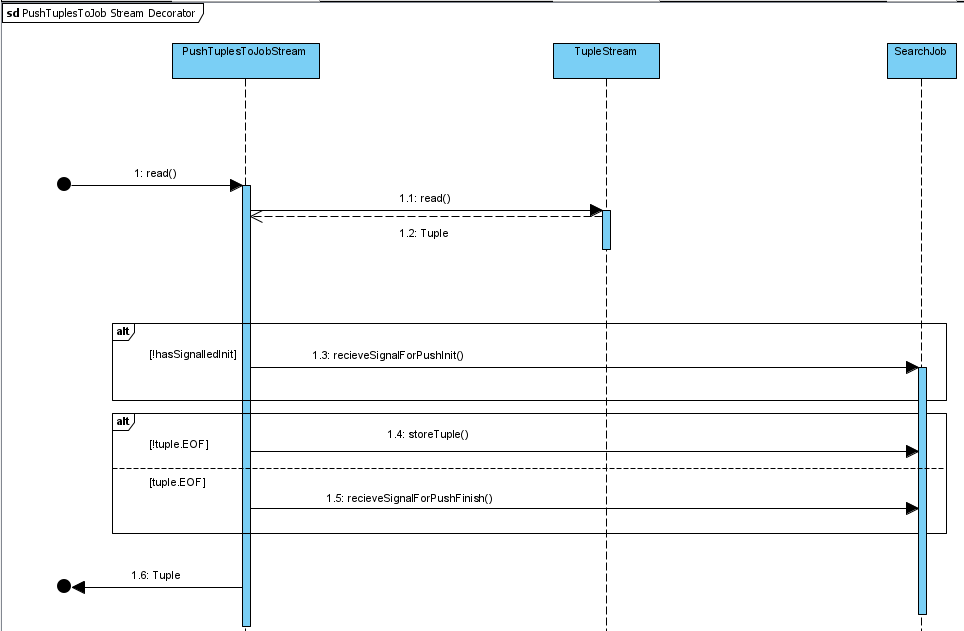 sd PushTuplesToJob Stream Decorator
PushTuplesToJobStream
TupleStream
SearchJob
1: read()
1.1: read()
1.2: Tuple
alt
[!hasSignalledInit]
1.3: recieveSignalForPushInit()
alt
[!tuple.EOF]
1.4: storeTuple()
[tuple.EOF]
1.5: recieveSignalForPushFinish()
1.6: Tuple